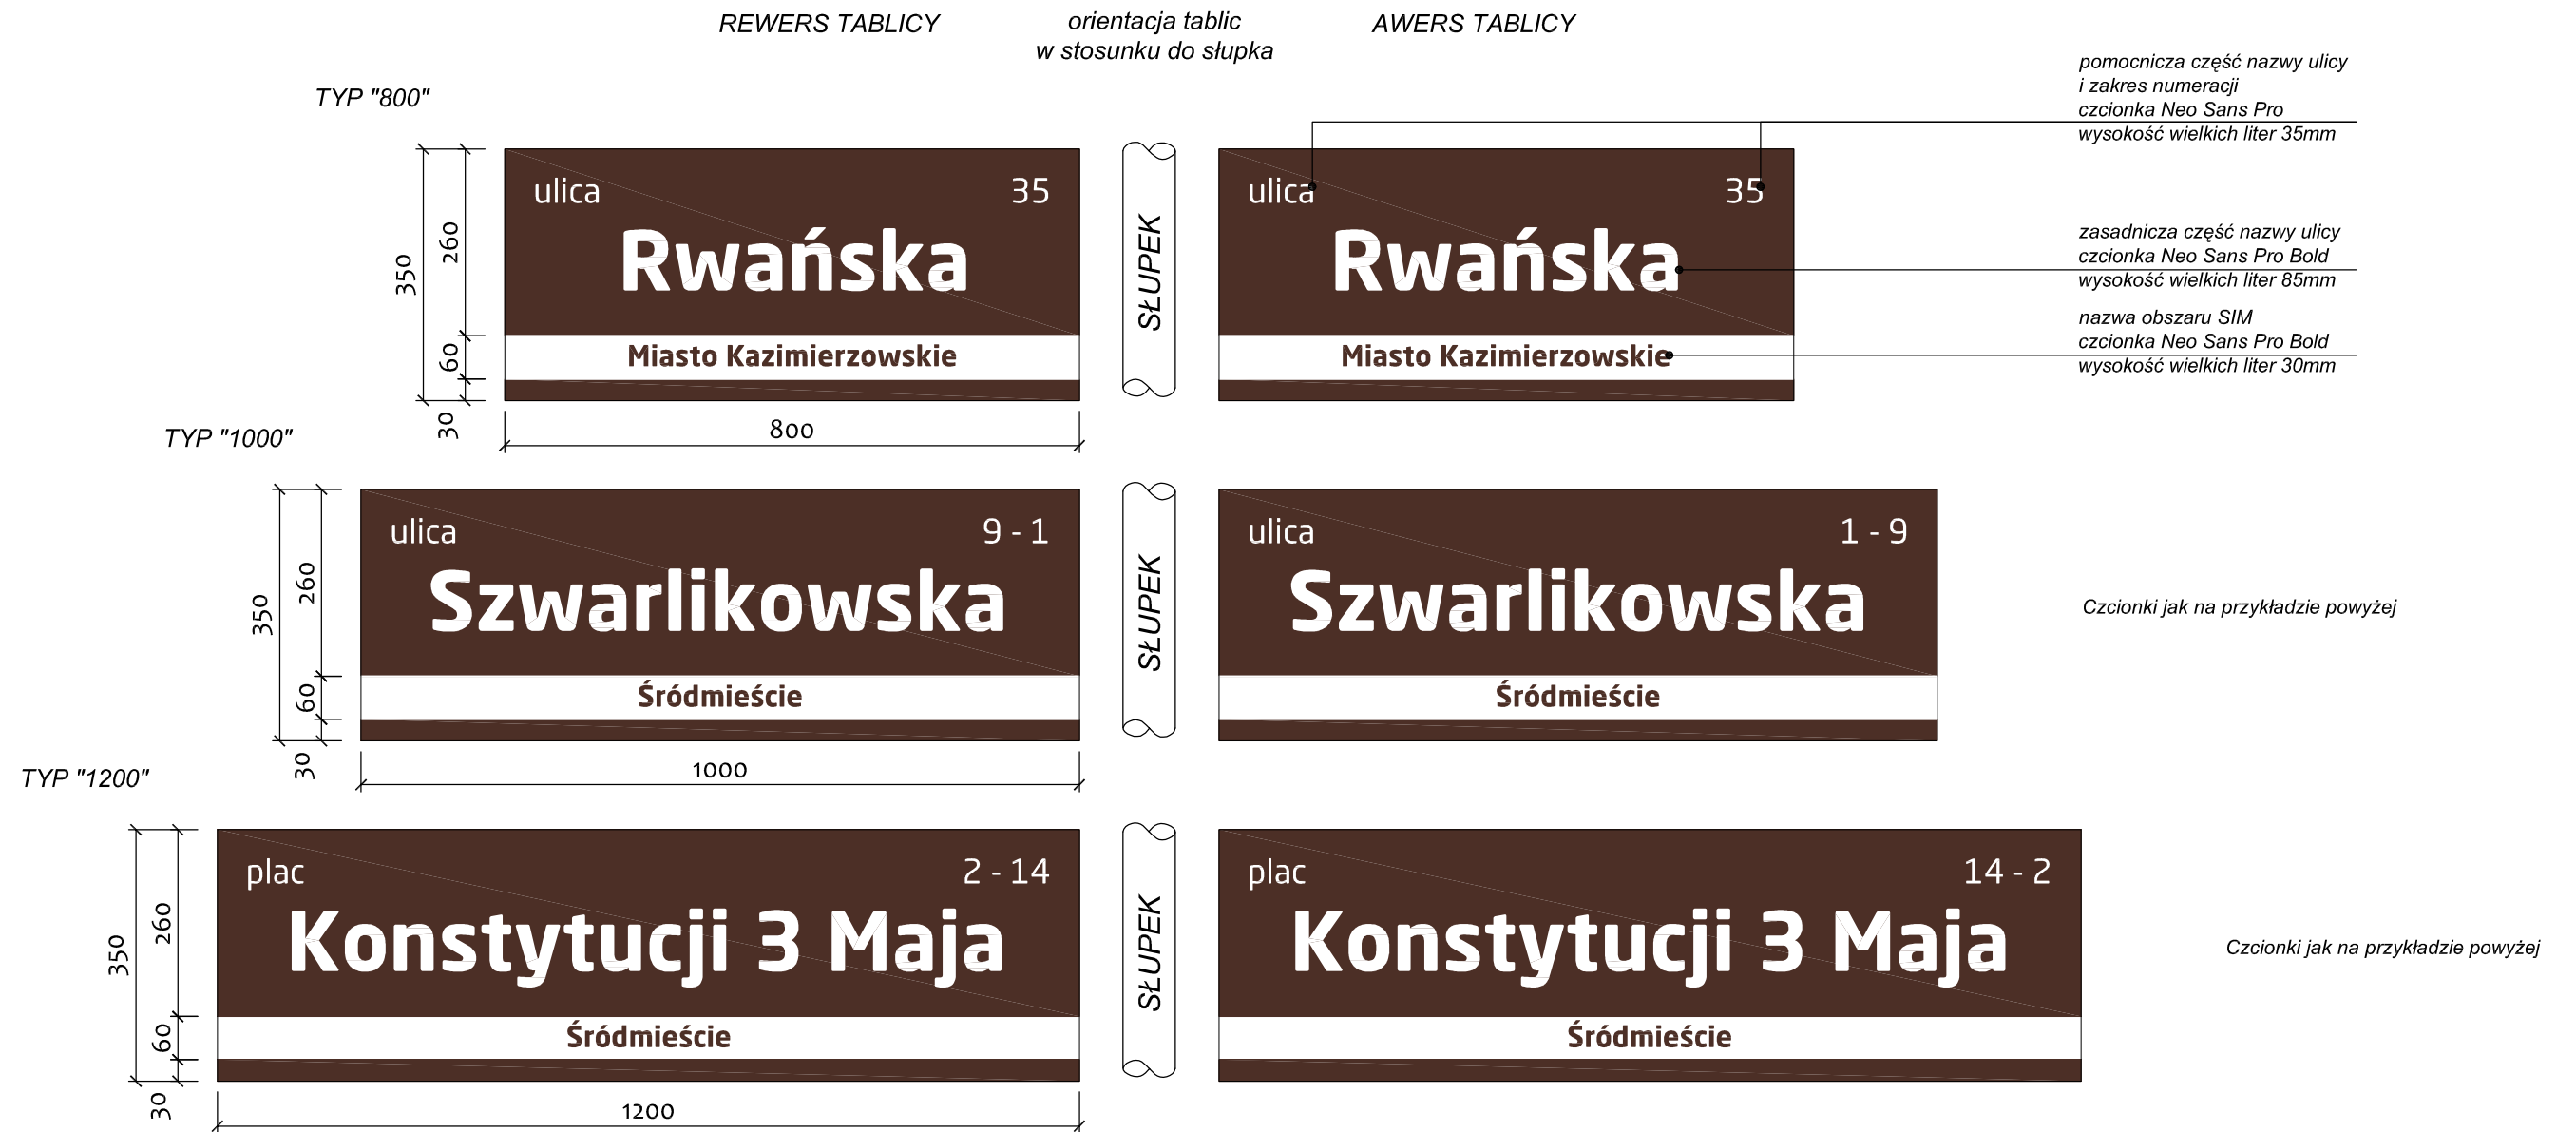 REWERS TABLICY
orientacja tablic
w stosunku do słupka
AWERS TABLICY
pomocnicza część nazwy ulicy
i zakres numeracji
czcionka Neo Sans Pro
wysokość wielkich liter 35mm
TYP "800"
350
260
60
30
ulica
35
Rwańska
Miasto Kazimierzowskie
800
SŁUPEK
ulica
35
Rwańska
Miasto Kazimierzowskie
zasadnicza część nazwy ulicy
czcionka Neo Sans Pro Bold
wysokość wielkich liter 85mm
nazwa obszaru SIM
czcionka Neo Sans Pro Bold
wysokość wielkich liter 30mm
TYP "1000"
350
260
60
30
ulica
9 - 1
Szwarlikowska
Śródmieście
1000
SŁUPEK
ulica
1 - 9
Szwarlikowska
Śródmieście
Czcionki jak na przykładzie powyżej
TYP "1200"
350
260
60
30
plac
2 - 14
Konstytucji 3 Maja
Śródmieście
1200
SŁUPEK
plac
14 - 2
Konstytucji 3 Maja
Śródmieście
Czcionki jak na przykładzie powyżej